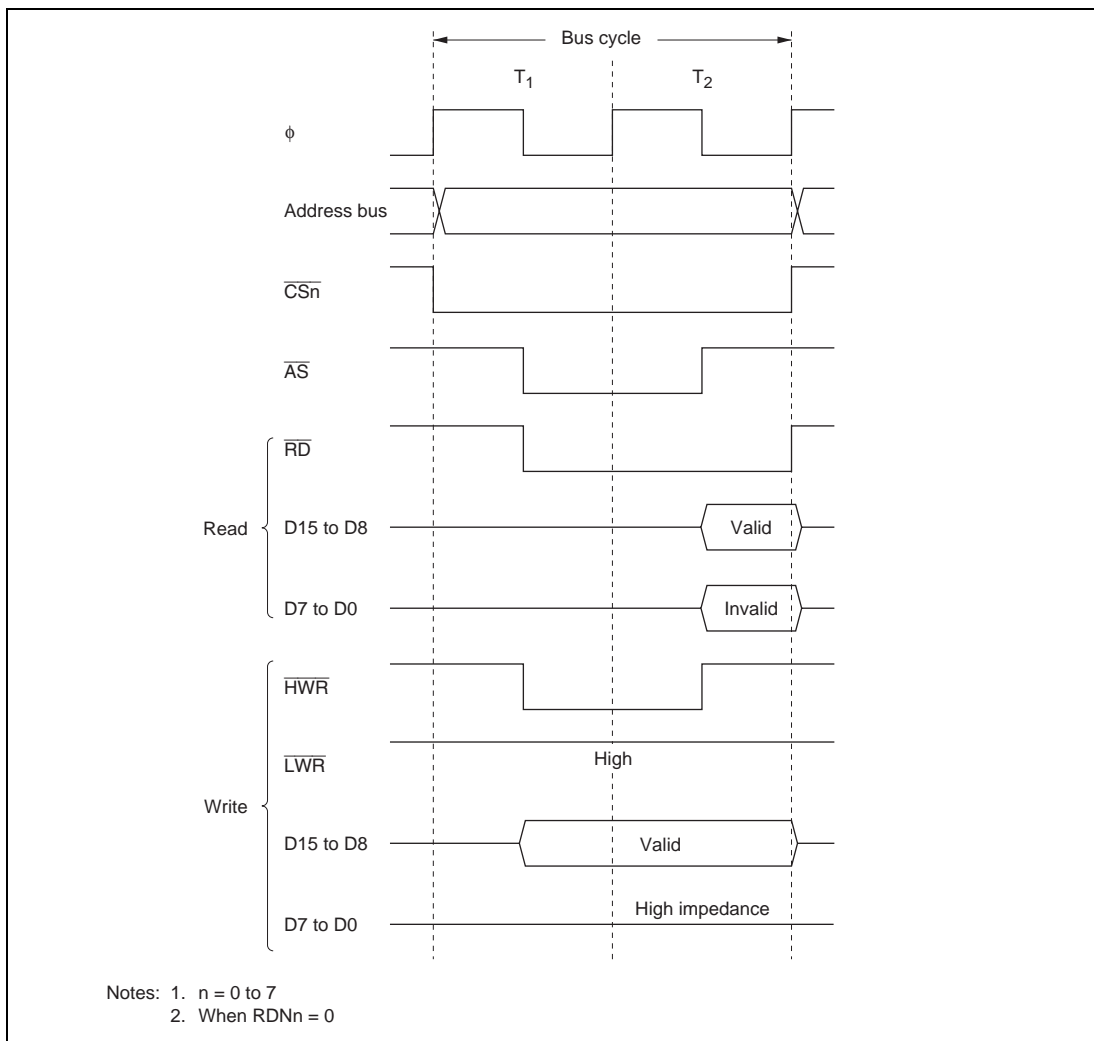 Bus cycle
T1 T2
φ
Address bus
CSn
AS
RD
Read D15 to D8 Valid
D7 to D0 Invalid
HWR
LWR High
Write
D15 to D8 Valid
High impedance
D7 to D0
Notes: 1. n = 0 to 7
2. When RDNn = 0